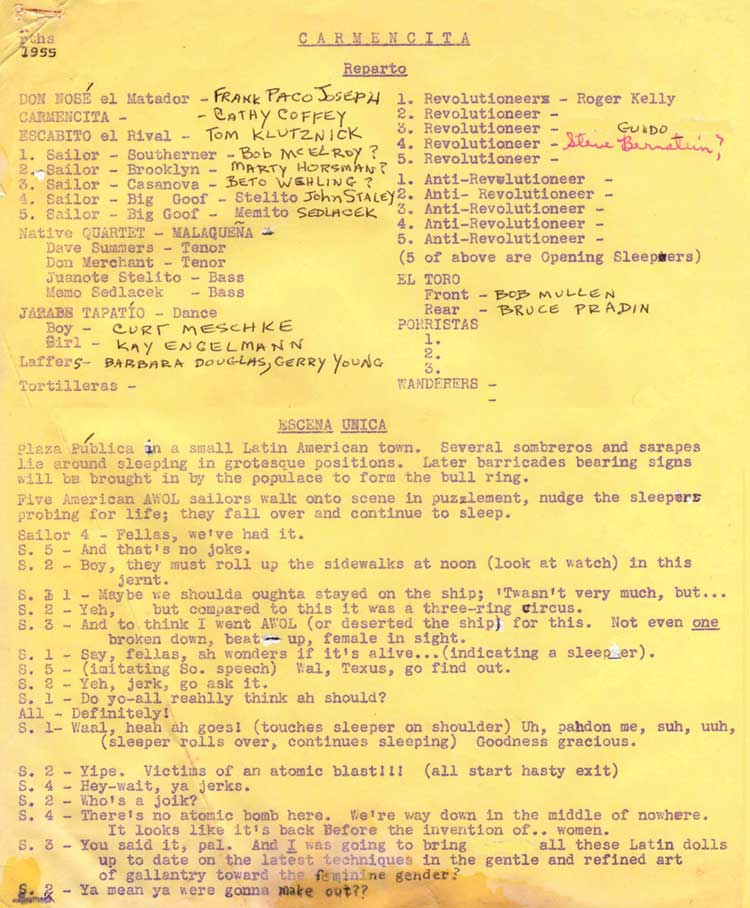 pths
1955
CARMENCITA
Reparto
DON NOSÉ el Matador - FRANK PACO JOSEPH
CARMENCITA - - CATHY COFFEY
ESCABITO el Rival - TOM KLUTZNICK
1. Sailor - Southerner - BOB MCELROY?
2. Sailor - Brooklyn - MARTY HORSMAN?
3. Sailor - Casanova - BETO WEHLING?
4. Sailor - Big Goof - Stelito John STALEY
5. Sailor - Big Goof - Memito SEDLACEK
Native QUARTET - MALAQUEÑA -
Dave Summers - Tenor
Don Merchant - Tenor
Juanote Stelito - Bass
Memo Sedlacek - Bass
JARABE TAPATÍO - Dance
Boy - CURT MESCHKE
Girl - KAY ENGELMANN
Laffers - BARBARA DOUGLAS, GERRY YOUNG
Tortilleras -
1. Revolutioneers - Roger Kelly
2. Revolutioneer -
3. Revolutioneer - GUIDO
4. Revolutioneer - Steve Bernstein?
5. Revolutioneer -
1. Anti-Revolutioneer -
2. Anti- Revolutioneer -
3. Anti-Revolutioneer -
4. Anti-Revolutioneer -
5. Anti-Revolutioneer -
(5 of above are Opening Sleepers)
EL TORO
Front - BOB MULLEN
Rear - BRUCE PRADIN
PORRISTAS
1.
2.
3.
WANDERERS -
-
ESCENA UNICA
Plaza Pública in a small Latin American town. Several sombreros and sarapes
lie around sleeping in grotesque positions. Later barricades bearing signs
will be brought in by the populace to form the bull ring.
Five American AWOL sailors walk onto scene in puzzlement, nudge the sleepers
probing for life; they fall over and continue to sleep.
Sailor 4 - Fellas, we've had it.
S. 5 - And that's no joke.
S. 2 - Boy, they must roll up the sidewalks at noon (look at watch) in this
jernt.
S. 1 - Maybe we shoulda oughta stayed on the ship; 'Twasn't very much, but...
S. 2 - Yeh, but compared to this it was a three-ring circus.
S. 3 - And to think I went AWOL (or deserted the ship) for this. Not even one
broken down, beat - up, female in sight.
S. 1 - Say, fellas, ah wonders if it's alive...(indicating a sleeper).
S. 5 - (imitating So. speech) Wal, Texus, go find out.
S. 2 - Yeh, jerk, go ask it.
S. 1 - Do yo-all reahlly think ah should?
All - Definitely!
S. 1- Waal, heah ah goes! (touches sleeper on shoulder) Uh, pahdon me, suh, uuh,
(sleeper rolls over, continues sleeping) Goodness gracious.
S. 2 - Yipe. Victims of an atomic blast!!! (all start hasty exit)
S. 4 - Hey-wait, ya jerks.
S. 2 - Who's a joik?
S. 4 - There's no atomic bomb here. We're way down in the middle of nowhere.
It looks like it's back Before the invention of.. women.
S. 3 - You said it, pal. And I was going to bring all these Latin dolls
up to date on the latest techniques in the gentle and refined art
of gallantry toward the feminine gender?
S. 2 - Ya mean ya were gonna make out??